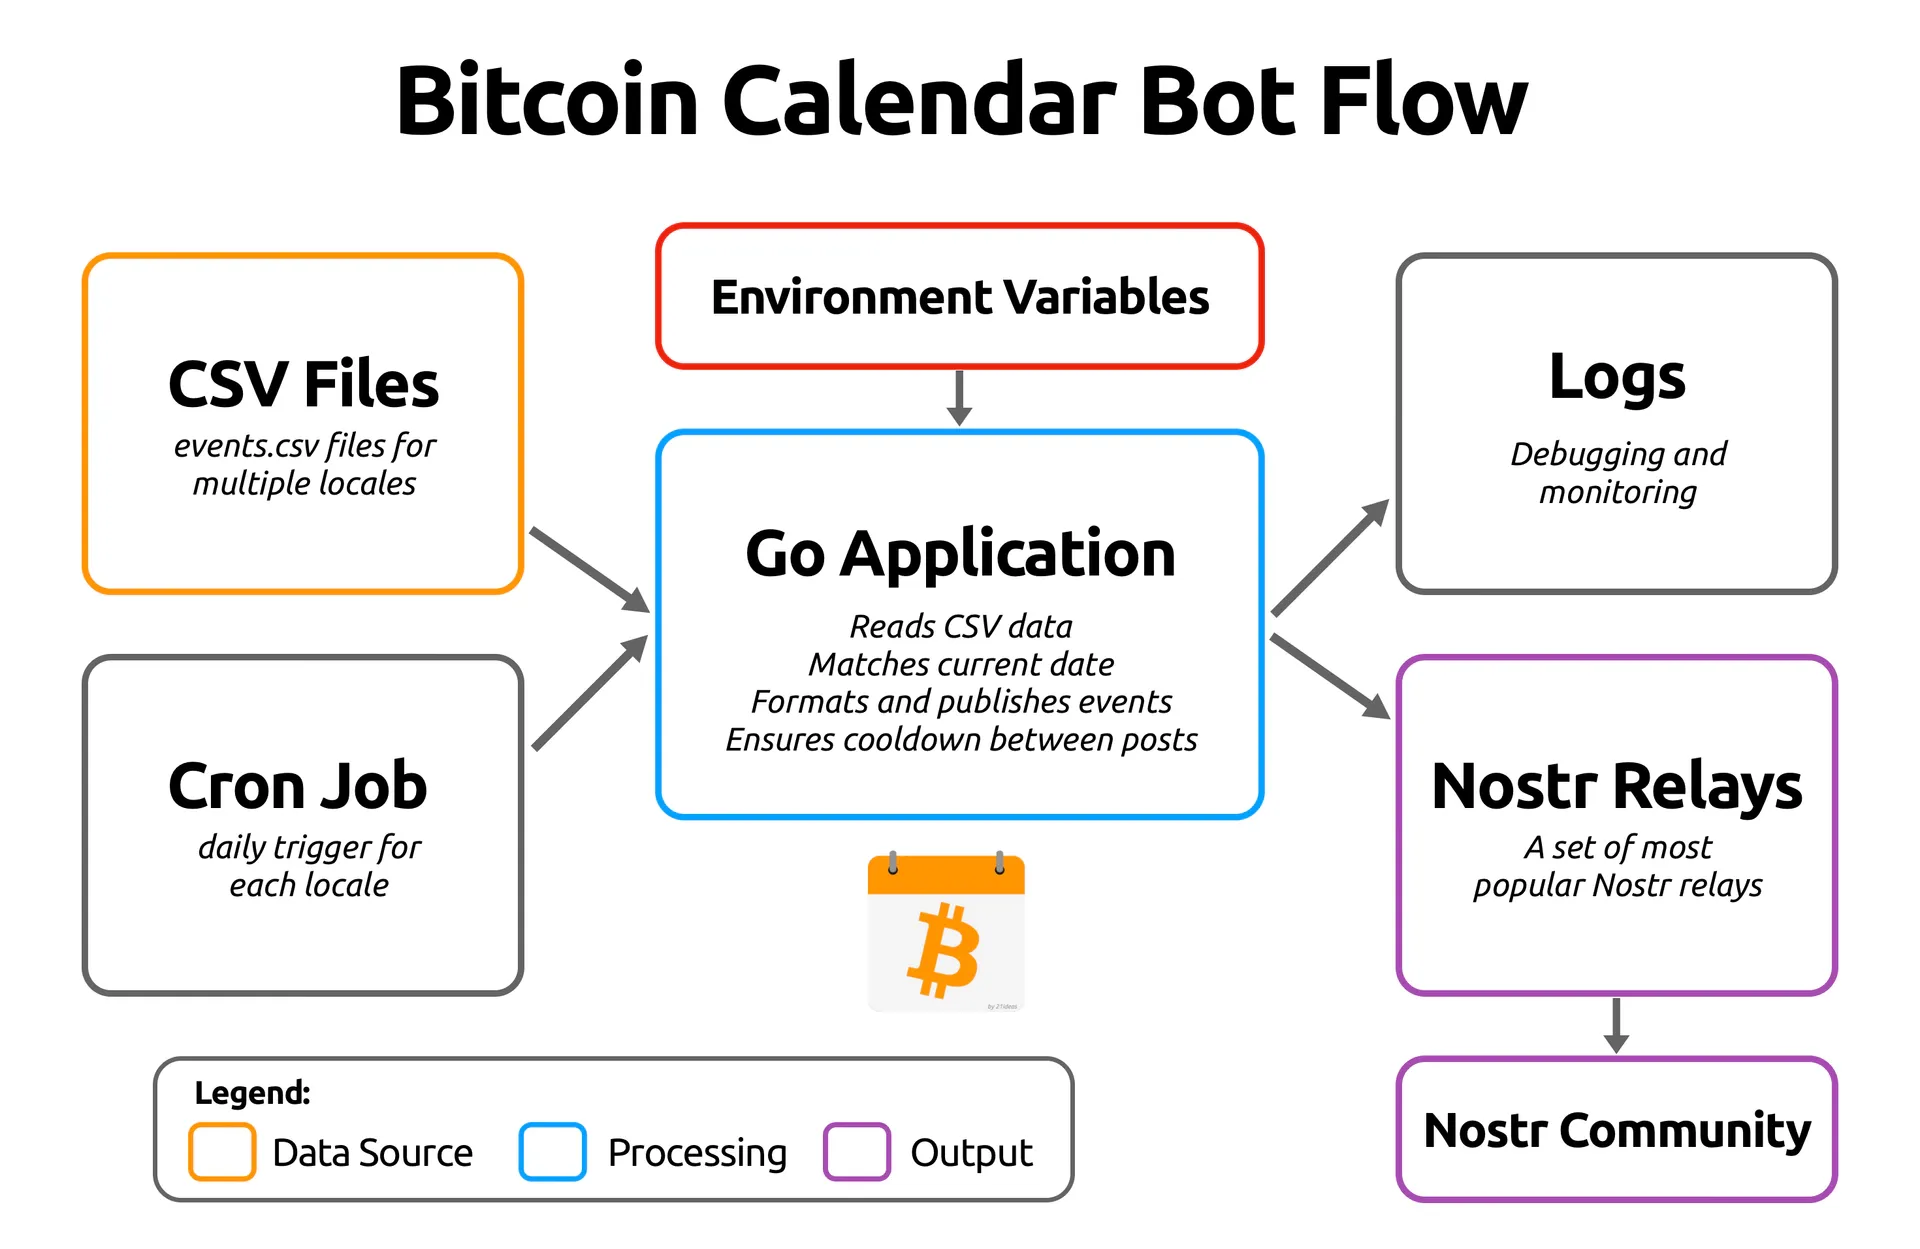 Bitcoin Calendar Bot Flow
Environment Variables
CSV Files
events.csv files for
multiple locales
Cron Job
daily trigger for
each locale
Go Application
Reads CSV data
Matches current date
Formats and publishes events
Ensures cooldown between posts
Logs
Debugging and
monitoring
Nostr Relays
A set of most
popular Nostr relays
Nostr Community
by 21ideas
Legend:
Data Source
Processing
Output